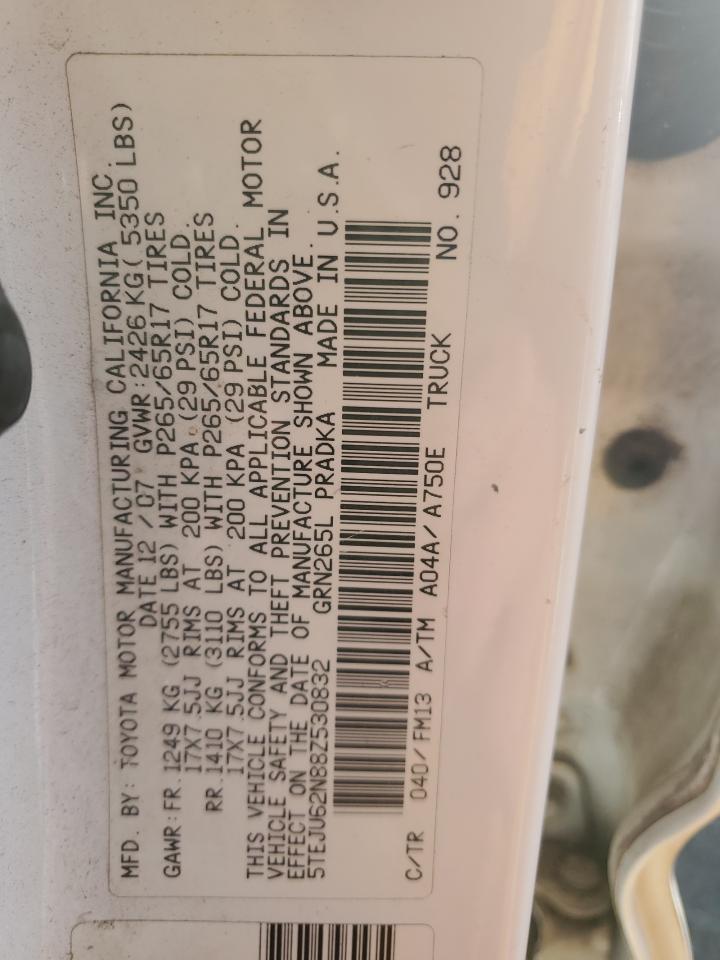 MFD. BY: TOYOTA MOTOR MANUFACTURING CALIFORNIA INC.
DATE 12 / 07 GVWR:2426 KG( 5350 LBS)
GAWR:FR.1249 KG (2755 LBS) WITH P265/65R17 TIRES
17X7.5JJ RIMS AT 200 KPA (29 PSI) COLD.
RR.1410 KG (3110 LBS) WITH P265/65R17 TIRES
17X7.5JJ RIMS AT 200 KPA (29 PSI) COLD.
THIS VEHICLE CONFORMS TO ALL APPLICABLE FEDERAL MOTOR
VEHICLE SAFETY AND THEFT PREVENTION STANDARDS IN
EFFECT ON THE DATE OF MANUFACTURE SHOWN ABOVE.
5TEJU62N88Z530832 GRN265L PRADKA MADE IN U.S.A.
C/TR 040/FM13 A/TM A04A/A750E TRUCK NO. 928